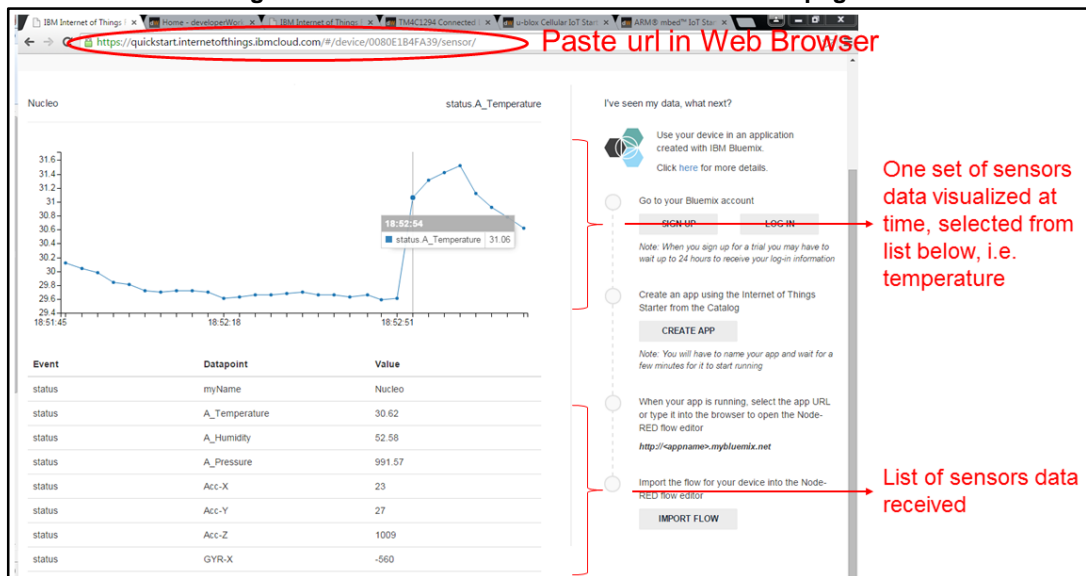 IBM Internet of Things
Home - developerWork
IBM Internet of Things
TM4C1294 Connected
u-blox Cellular IoT Start
ARM® mbed™ IoT Star
https://quickstart.internetofthings.ibmcloud.com/#/device/0080E1B4FA39/sensor/
Paste url in Web Browser
Nucleo
status.A_Temperature
31.6
31.4
31.2
31
30.8
30.6
30.4
30.2
30
29.8
29.6
29.4
18:51:45
18:52:18
18:52:51
18:52:54
status.A_Temperature 31.06
Event Datapoint Value
status myName Nucleo
status A_Temperature 30.62
status A_Humidity 52.58
status A_Pressure 991.57
status Acc-X 23
status Acc-Y 27
status Acc-Z 1009
status GYR-X -560
I've seen my data, what next?
Use your device in an application
created with IBM Bluemix.
Click here for more details.
Go to your Bluemix account
SIGN UP LOG IN
Note: When you sign up for a trial you may have to
wait up to 24 hours to receive your log-in information
Create an app using the Internet of Things
Starter from the Catalog
CREATE APP
Note: You will have to name your app and wait for a
few minutes for it to start running
When your app is running, select the app URL
or type it into the browser to open the Node-
RED flow editor
http://<appname>.mybluemix.net
Import the flow for your device into the Node-
RED flow editor
IMPORT FLOW
One set of sensors
data visualized at
time, selected from
list below, i.e.
temperature
List of sensors data
received